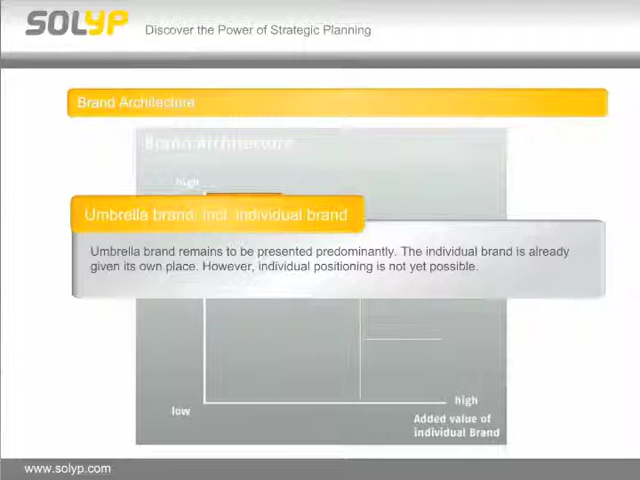 SOLYP
Discover the Power of Strategic Planning
Brand Architecture
Brand Architecture
high
Umbrella brand, incl. individual brand
Umbrella brand remains to be presented predominantly. The individual brand is already
given its own place. However, individual positioning is not yet possible.
low
high
Added value of
individual Brand
www.solyp.com